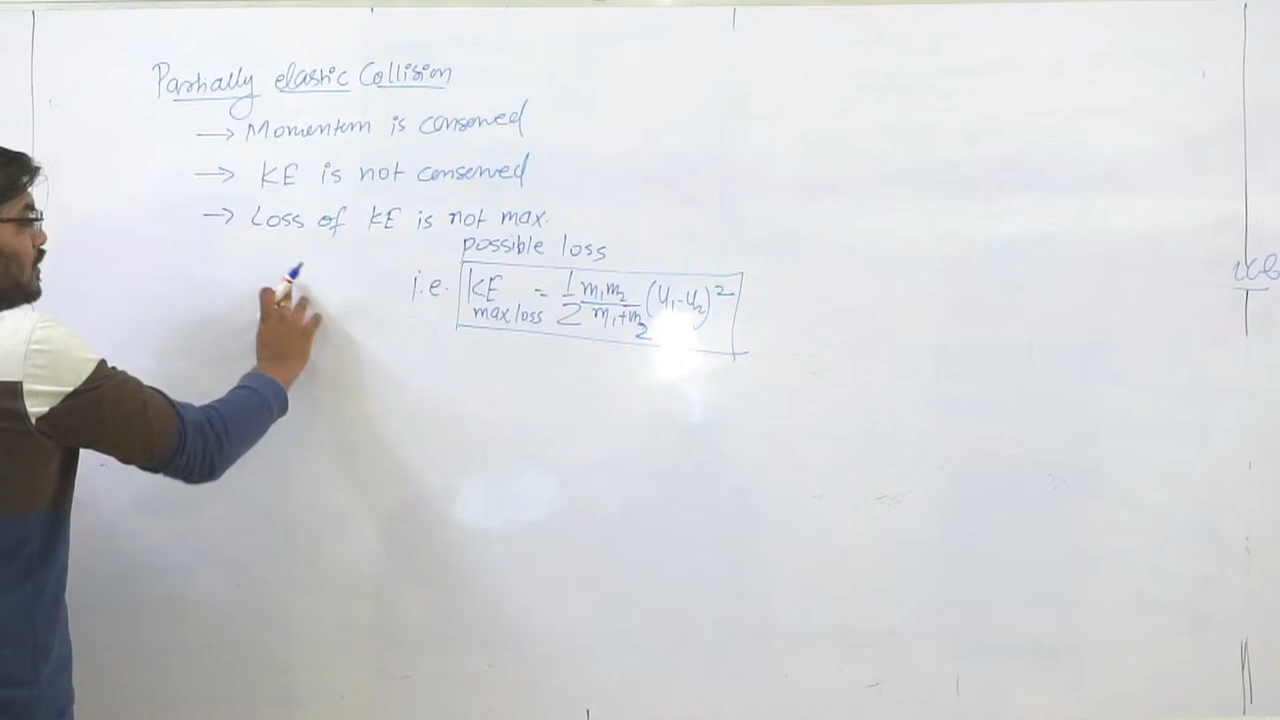 Partially elastic Collision
→ Momentum is conserved
→ KE is not conserved
→ Loss of KE is not max.
possible loss
i.e. KE max loss = 1/2 m₁m₂/(m₁+m₂) (u₁-u₂)²